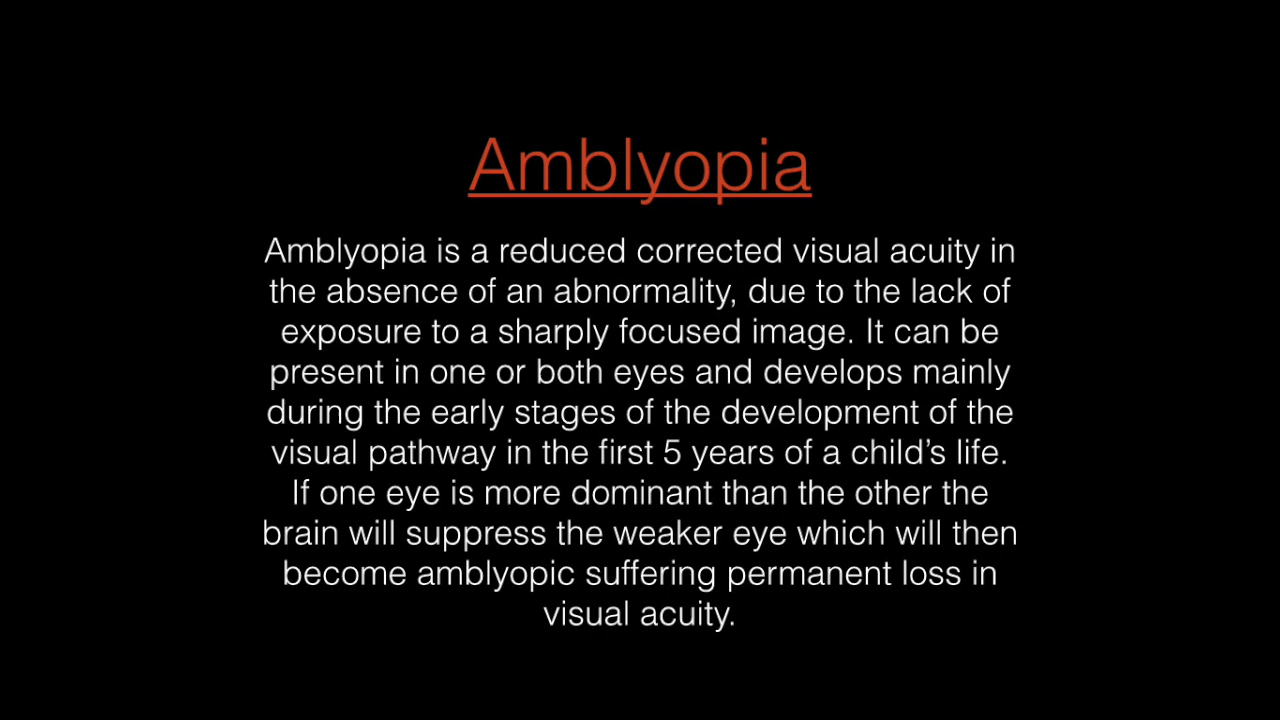 Amblyopia
Amblyopia is a reduced corrected visual acuity in
the absence of an abnormality, due to the lack of
exposure to a sharply focused image. It can be
present in one or both eyes and develops mainly
during the early stages of the development of the
visual pathway in the first 5 years of a child’s life.
If one eye is more dominant than the other the
brain will suppress the weaker eye which will then
become amblyopic suffering permanent loss in
visual acuity.